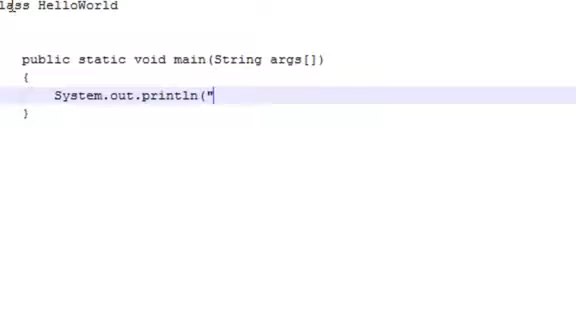 lass HelloWorld
public static void main(String args[])
{
System.out.println("
}